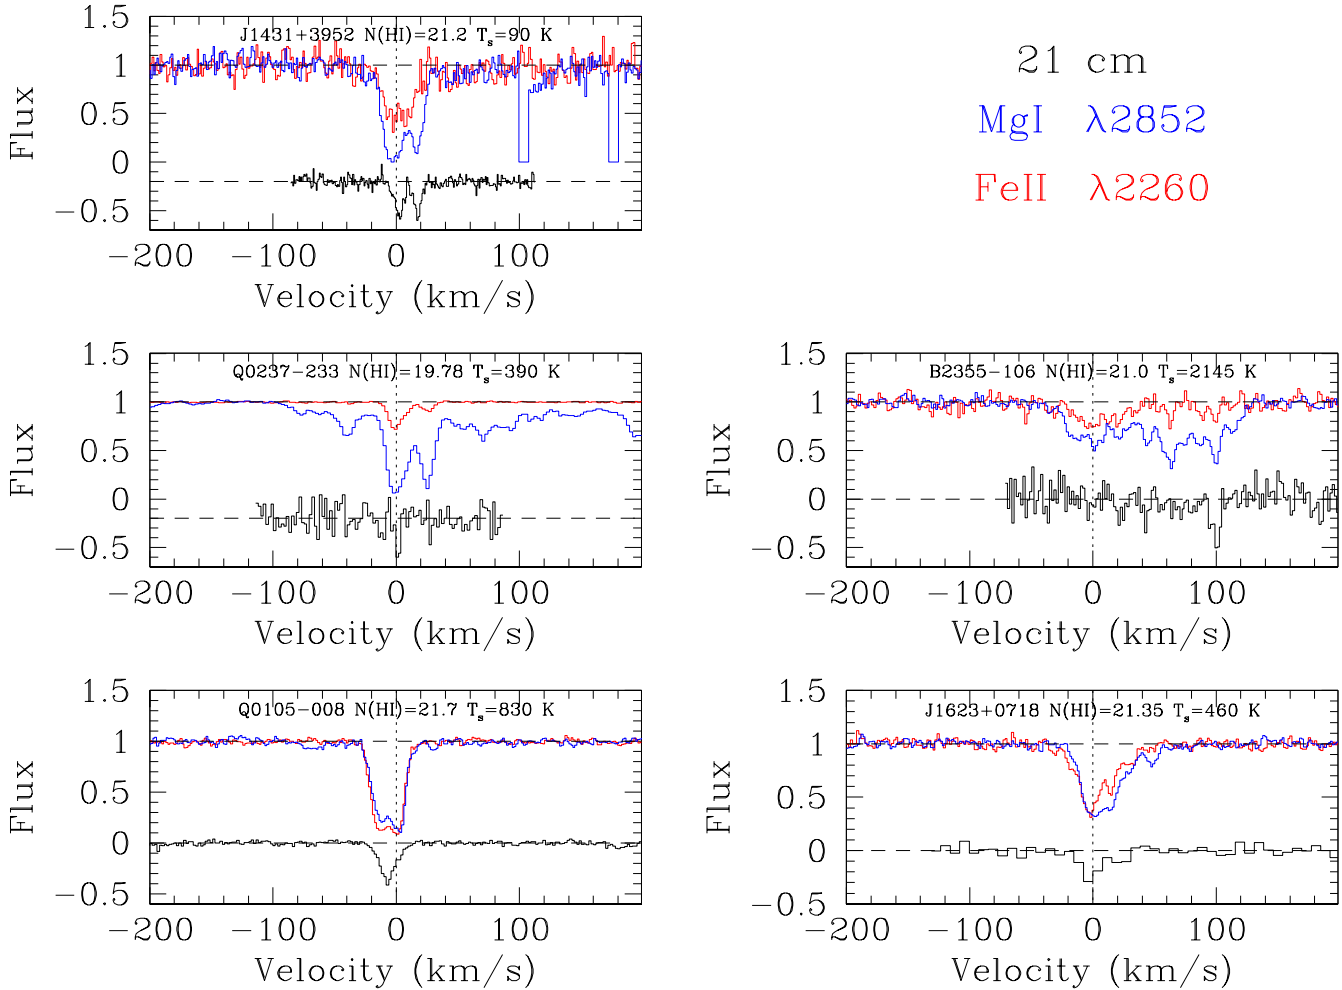 1.5
J1431+3952 N(HI)=21.2 Ts=90 K
1
Flux
0.5
0
−0.5
−200 −100 0 100
Velocity (km/s)
21 cm
MgI λ2852
FeII λ2260
1.5
Q0237−233 N(HI)=19.78 Ts=390 K
1
Flux
0.5
0
−0.5
−200 −100 0 100
Velocity (km/s)
1.5
B2355−106 N(HI)=21.0 Ts=2145 K
1
Flux
0.5
0
−0.5
−200 −100 0 100
Velocity (km/s)
1.5
Q0105−008 N(HI)=21.7 Ts=830 K
1
Flux
0.5
0
−0.5
−200 −100 0 100
Velocity (km/s)
1.5
J1623+0718 N(HI)=21.35 Ts=460 K
1
Flux
0.5
0
−0.5
−200 −100 0 100
Velocity (km/s)